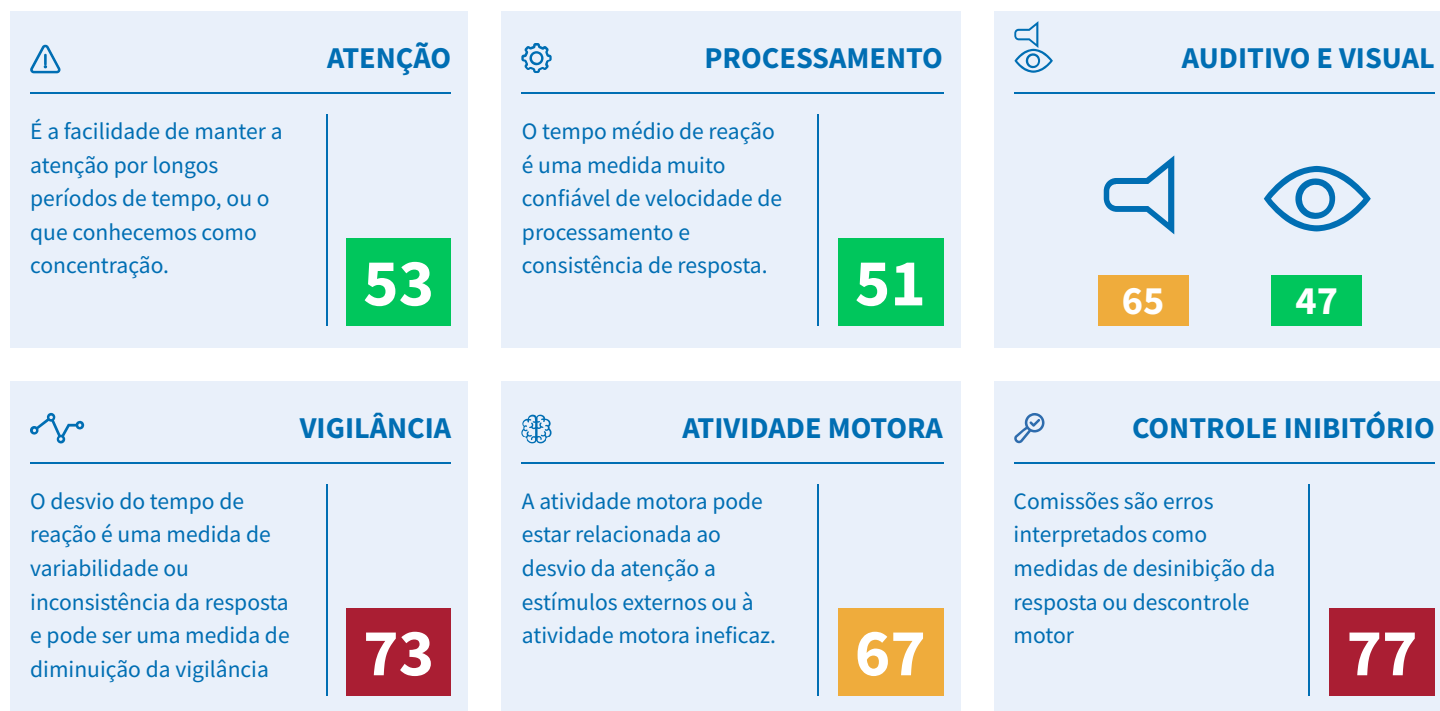 ATENÇÃO
É a facilidade de manter a
atenção por longos
períodos de tempo, ou o
que conhecemos como
concentração.
53
PROCESSAMENTO
O tempo médio de reação
é uma medida muito
confiável de velocidade de
processamento e
consistência de resposta.
51
AUDITIVO E VISUAL
65
47
VIGILÂNCIA
O desvio do tempo de
reação é uma medida de
variabilidade ou
inconsistência da resposta
e pode ser uma medida de
diminuição da vigilância
73
ATIVIDADE MOTORA
A atividade motora pode
estar relacionada ao
desvio da atenção a
estímulos externos ou à
atividade motora ineficaz.
67
CONTROLE INIBITÓRIO
Comissões são erros
interpretados como
medidas de desinibição da
resposta ou descontrole
motor
77